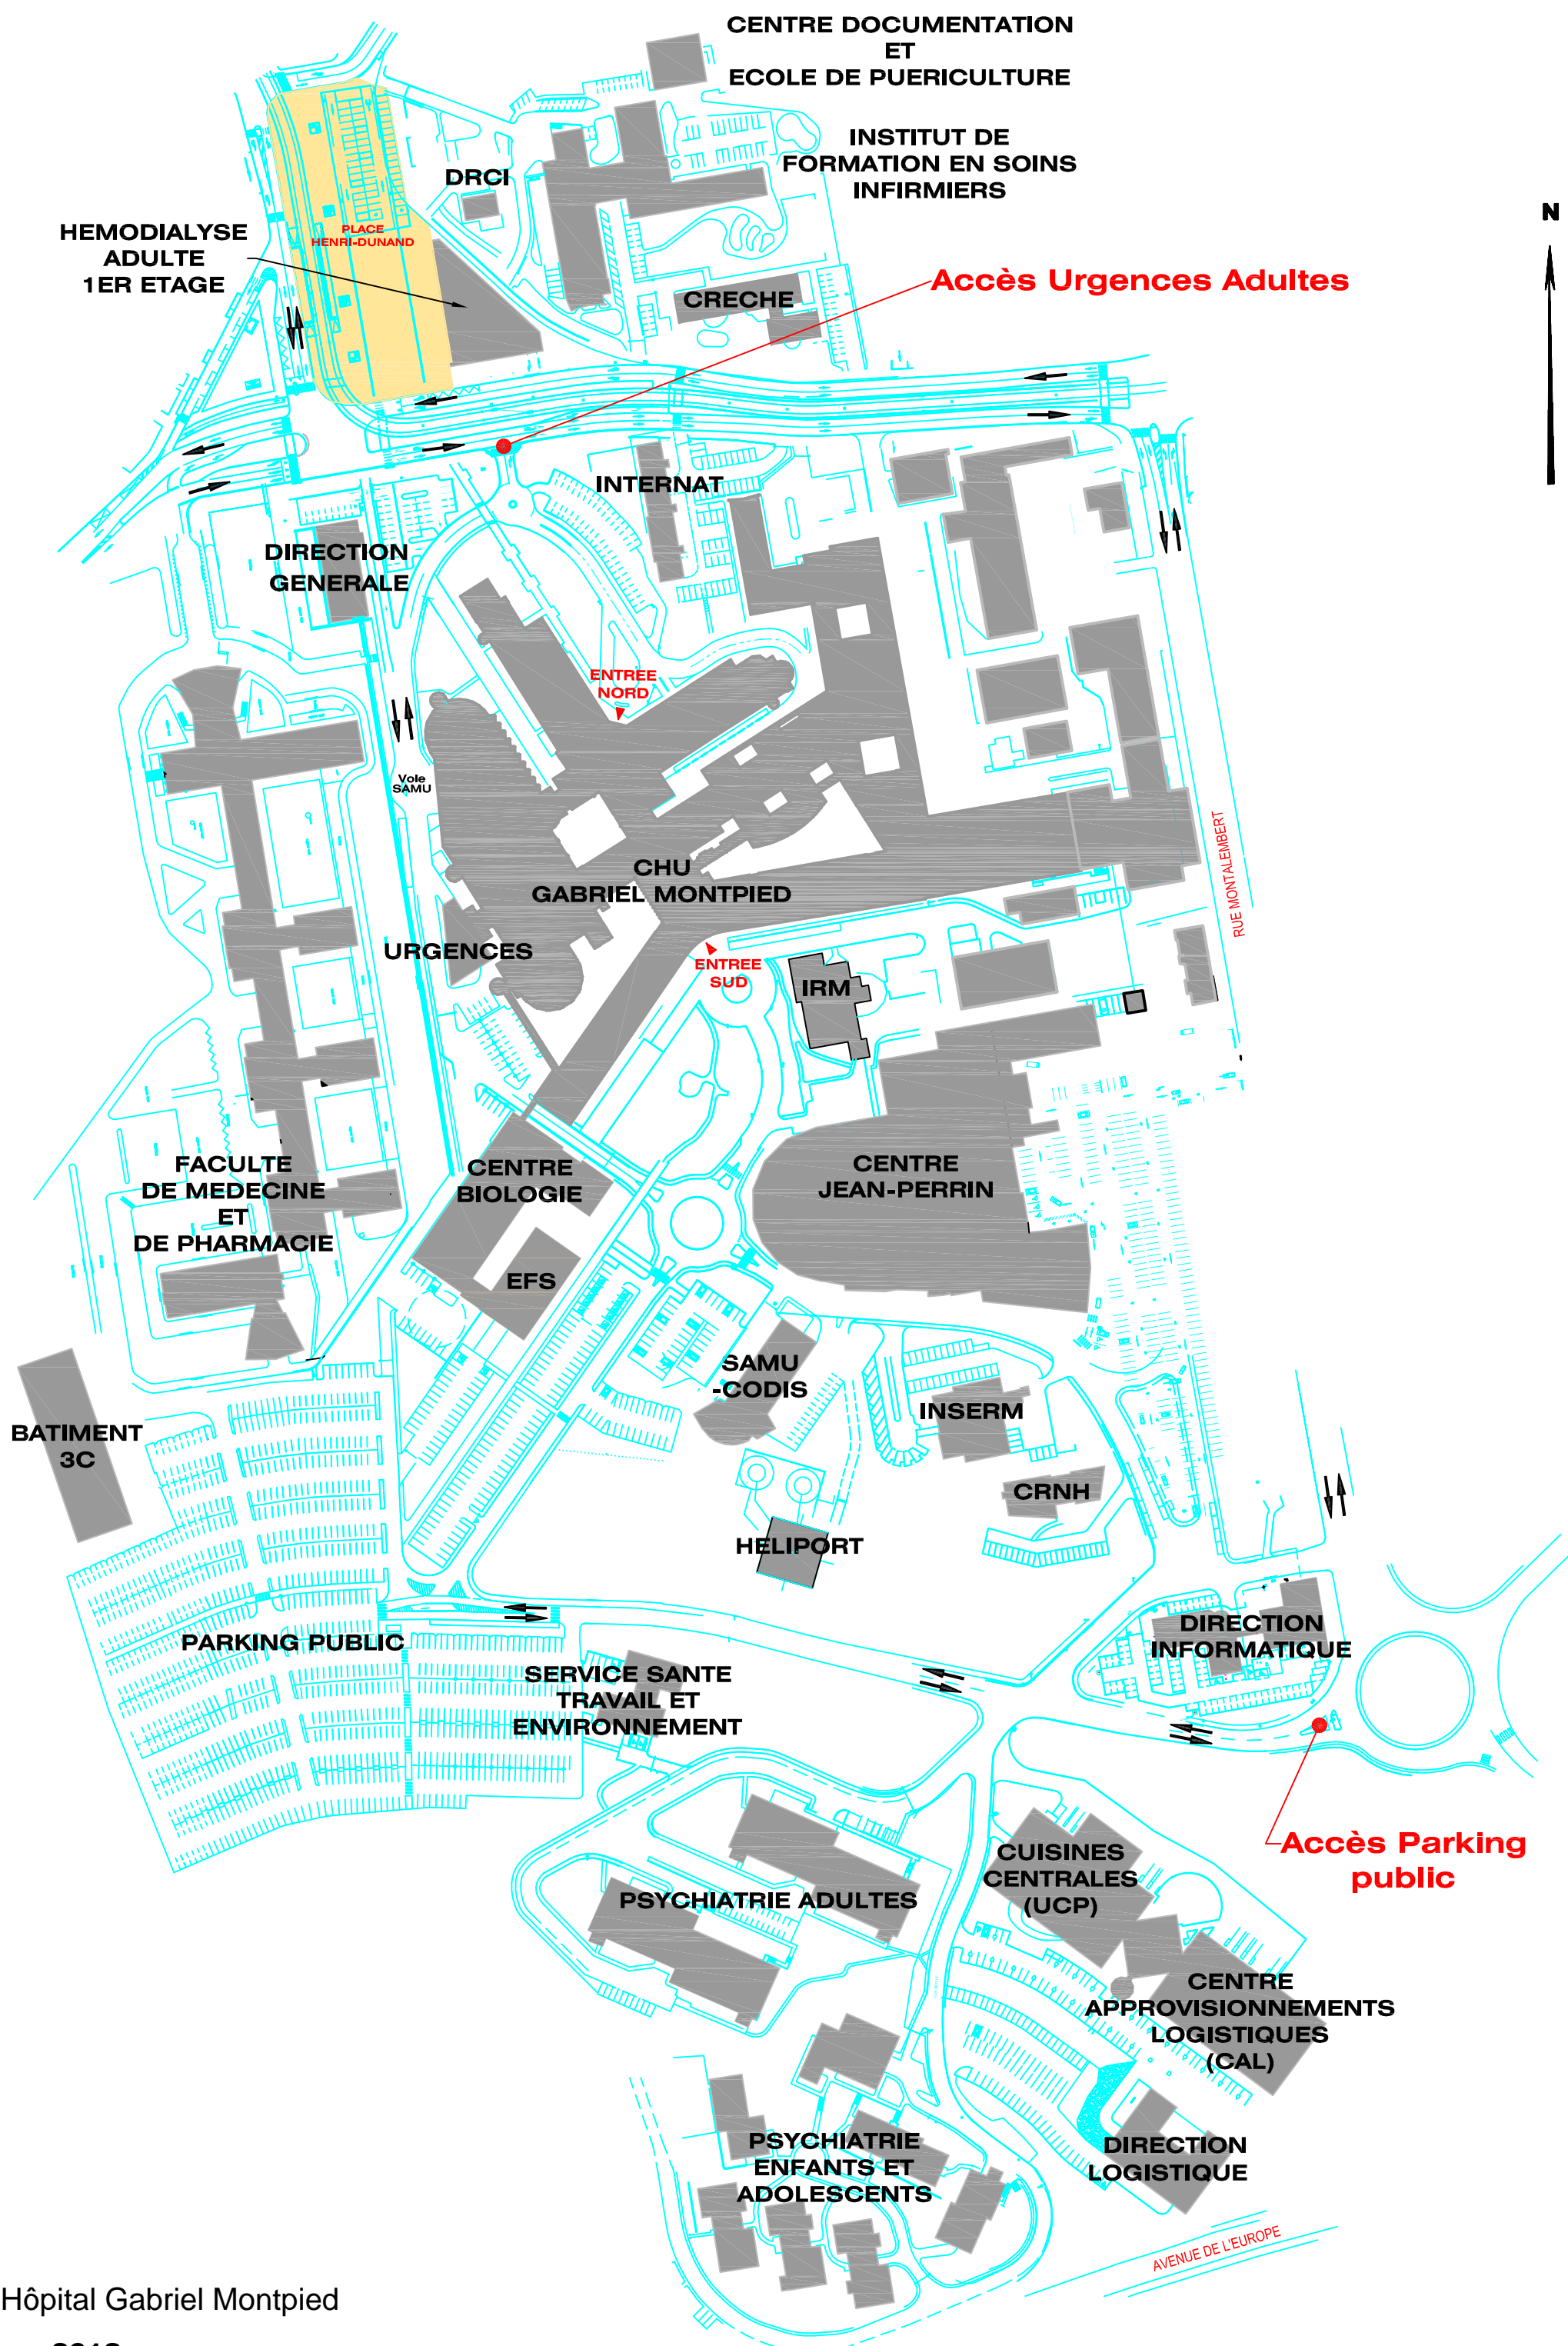 CENTRE DOCUMENTATION
ET
ECOLE DE PUERICULTURE
INSTITUT DE
FORMATION EN SOINS
INFIRMIERS
DRCI
N
HEMODIALYSE
ADULTE
1ER ETAGE
PLACE
HENRI-DUNAND
Accès Urgences Adultes
CRECHE
INTERNAT
DIRECTION
GENERALE
ENTREE
NORD
Voie
SAMU
RUE MONTALEMBERT
CHU
GABRIEL MONTPIED
URGENCES
ENTREE
SUD
IRM
FACULTE
DE MEDECINE
ET
DE PHARMACIE
CENTRE
BIOLOGIE
CENTRE
JEAN-PERRIN
EFS
SAMU
-CODIS
INSERM
BATIMENT
3C
CRNH
HELIPORT
PARKING PUBLIC
DIRECTION
INFORMATIQUE
SERVICE SANTE
TRAVAIL ET
ENVIRONNEMENT
Accès Parking
public
CUISINES
CENTRALES
(UCP)
PSYCHIATRIE ADULTES
CENTRE
APPROVISIONNEMENTS
LOGISTIQUES
(CAL)
PSYCHIATRIE
ENFANTS ET
ADOLESCENTS
DIRECTION
LOGISTIQUE
AVENUE DE L'EUROPE
Hôpital Gabriel Montpied